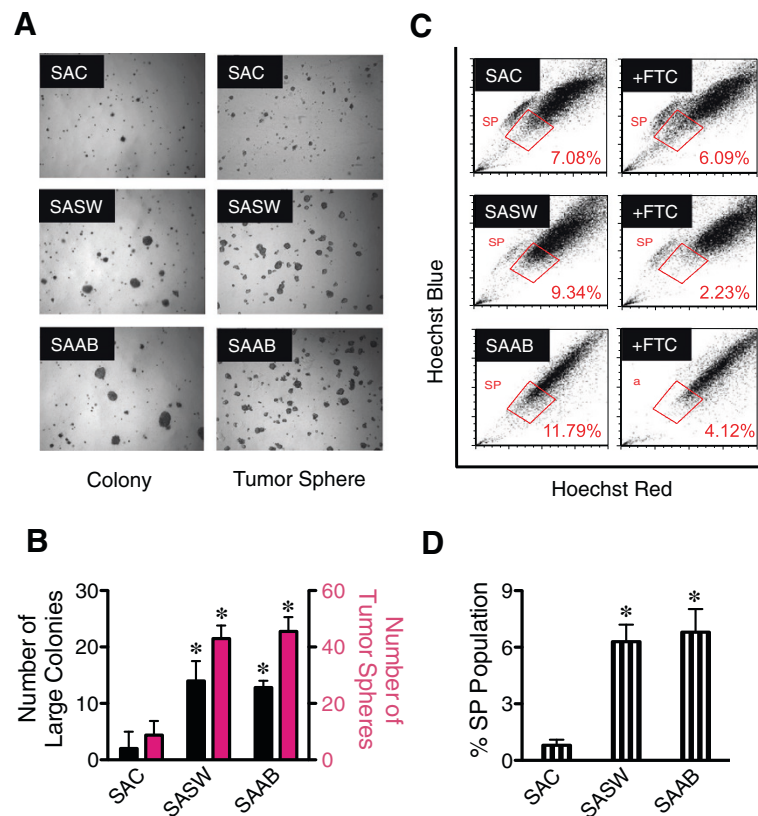 A
SAC
SAC
SASW
SASW
SAAB
SAAB
Colony
Tumor Sphere
C
SAC
SP
7.08%
+FTC
SP
6.09%
SASW
SP
9.34%
+FTC
SP
2.23%
SAAB
SP
11.79%
+FTC
a
4.12%
Hoechst Blue
Hoechst Red
B
Number of
Large Colonies
30
20
10
0
*
*
*
*
60
40
20
0
Number of
Tumor Spheres
SAC
SASW
SAAB
D
% SP Population
9
6
3
0
*
*
SAC
SASW
SAAB